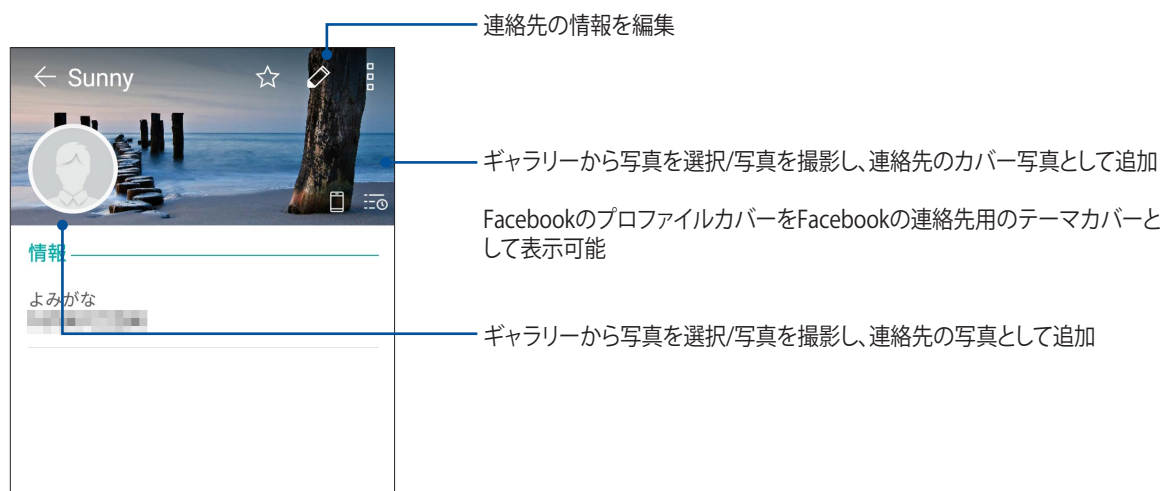 連絡先の情報を編集
Sunny
ギャラリーから写真を選択/写真を撮影し、連絡先のカバー写真として追加
FacebookのプロファイルカバーをFacebookの連絡先用のテーマカバーと
して表示可能
情報
よみがな
ギャラリーから写真を選択/写真を撮影し、連絡先の写真として追加